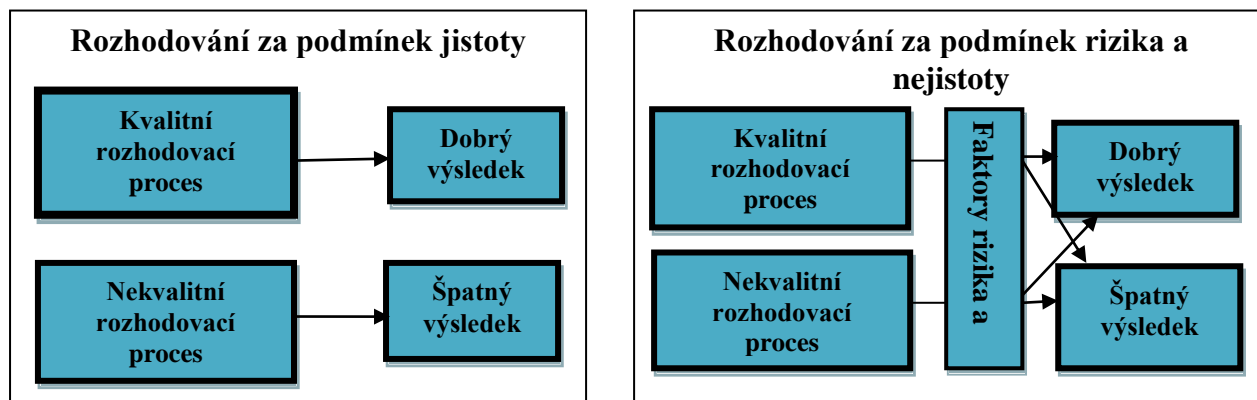 Rozhodování za podmínek jistoty
Kvalitní
rozhodovací
proces
Dobrý
výsledek
Nekvalitní
rozhodovací
proces
Špatný
výsledek
Rozhodování za podmínek rizika a
nejistoty
Kvalitní
rozhodovací
proces
Nekvalitní
rozhodovací
proces
Faktory rizika a
Dobrý
výsledek
Špatný
výsledek